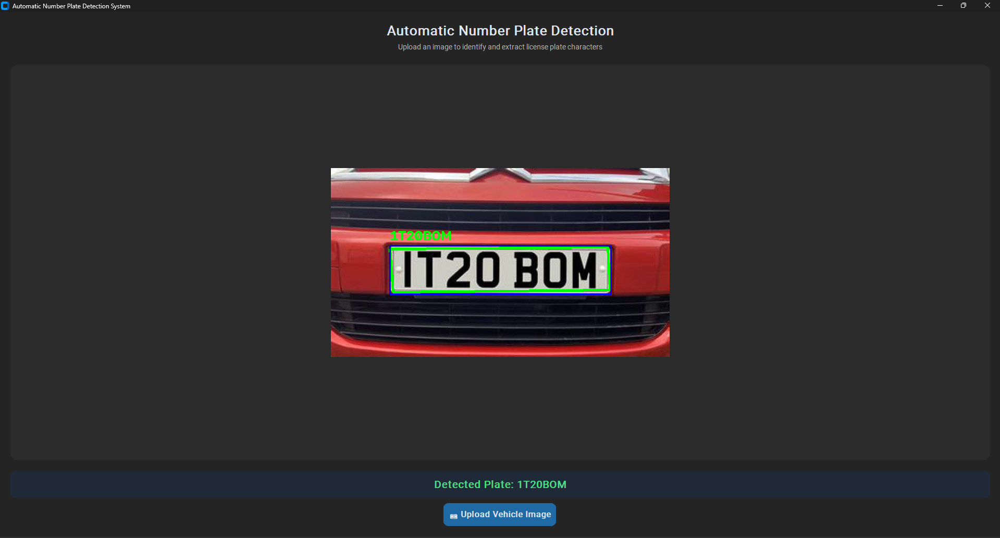 Automatic Number Plate Detection System
Automatic Number Plate Detection
Upload an image to identify and extract license plate characters
1T20BOM
IT20 BOM
Detected Plate: 1T20BOM
Upload Vehicle Image